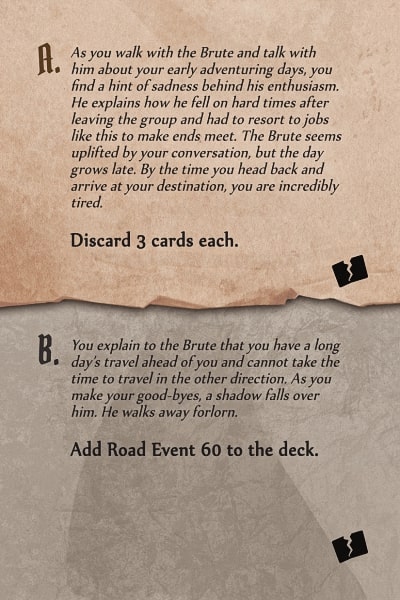 A. As you walk with the Brute and talk with
him about your early adventuring days, you
find a hint of sadness behind his enthusiasm.
He explains how he fell on hard times after
leaving the group and had to resort to jobs
like this to make ends meet. The Brute seems
uplifted by your conversation, but the day
grows late. By the time you head back and
arrive at your destination, you are incredibly
tired.
Discard 3 cards each.
B. You explain to the Brute that you have a long
day's travel ahead of you and cannot take the
time to travel in the other direction. As you
make your good-byes, a shadow falls over
him. He walks away forlorn.
Add Road Event 60 to the deck.